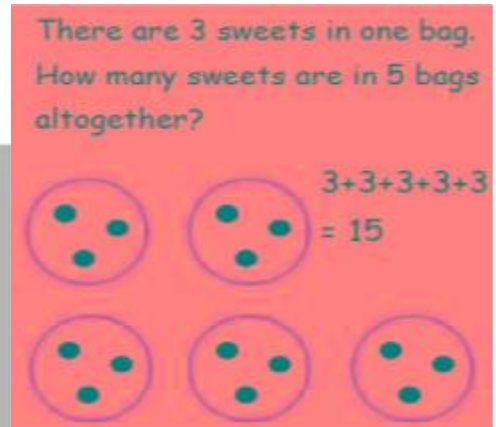 There are 3 sweets in one bag.
How many sweets are in 5 bags
altogether?
3+3+3+3+3
= 15